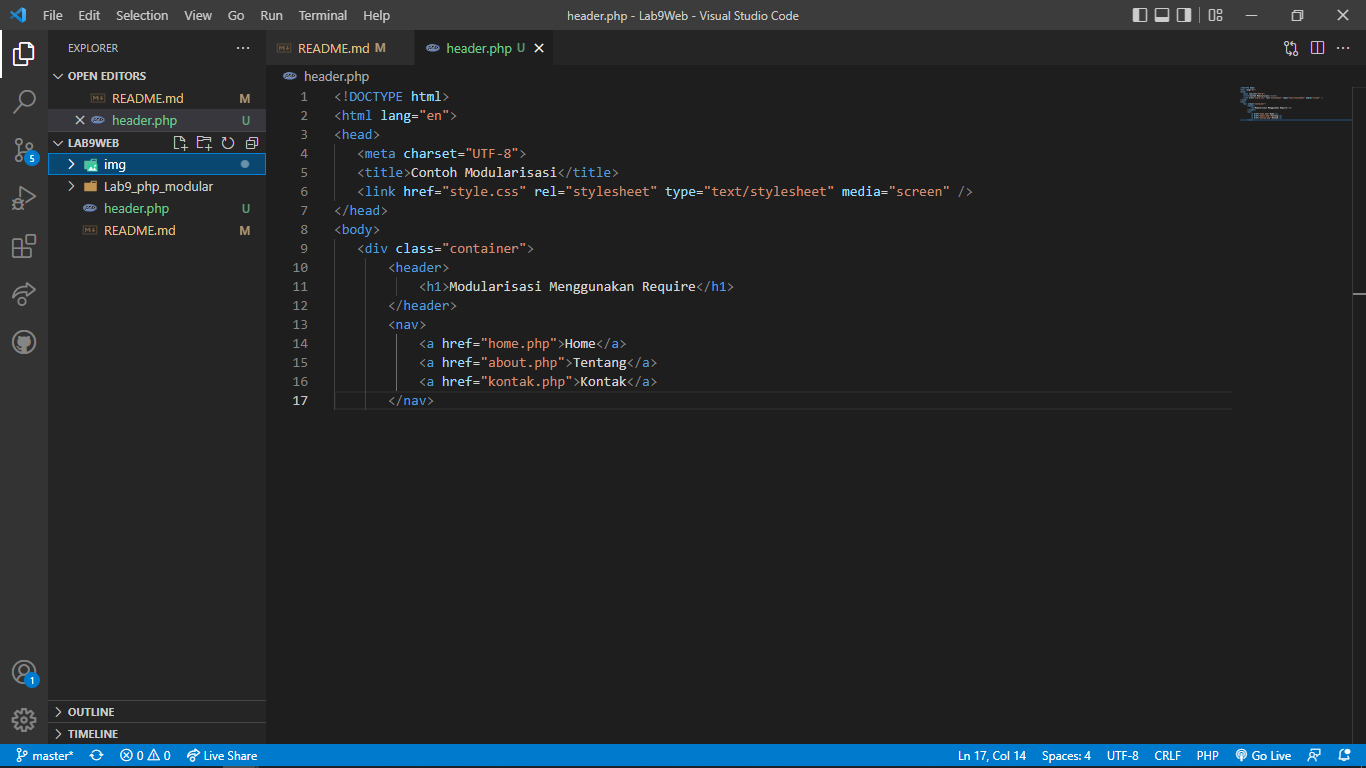 File Edit Selection View Go Run Terminal Help header.php - Lab9Web - Visual Studio Code
EXPLORER
OPEN EDITORS
README.md M
header.php U
LAB9WEB
img
Lab9_php_modular
header.php U
README.md M
OUTLINE
TIMELINE
5
1
README.md M header.php U
header.php
1 <!DOCTYPE html>
2 <html lang="en">
3 <head>
4 <meta charset="UTF-8">
5 <title>Contoh Modularisasi</title>
6 <link href="style.css" rel="stylesheet" type="text/stylesheet" media="screen" />
7 </head>
8 <body>
9 <div class="container">
10 <header>
11 <h1>Modularisasi Menggunakan Require</h1>
12 </header>
13 <nav>
14 <a href="home.php">Home</a>
15 <a href="about.php">Tentang</a>
16 <a href="kontak.php">Kontak</a>
17 </nav>
master* 0 0 Live Share Ln 17, Col 14 Spaces: 4 UTF-8 CRLF PHP Go Live